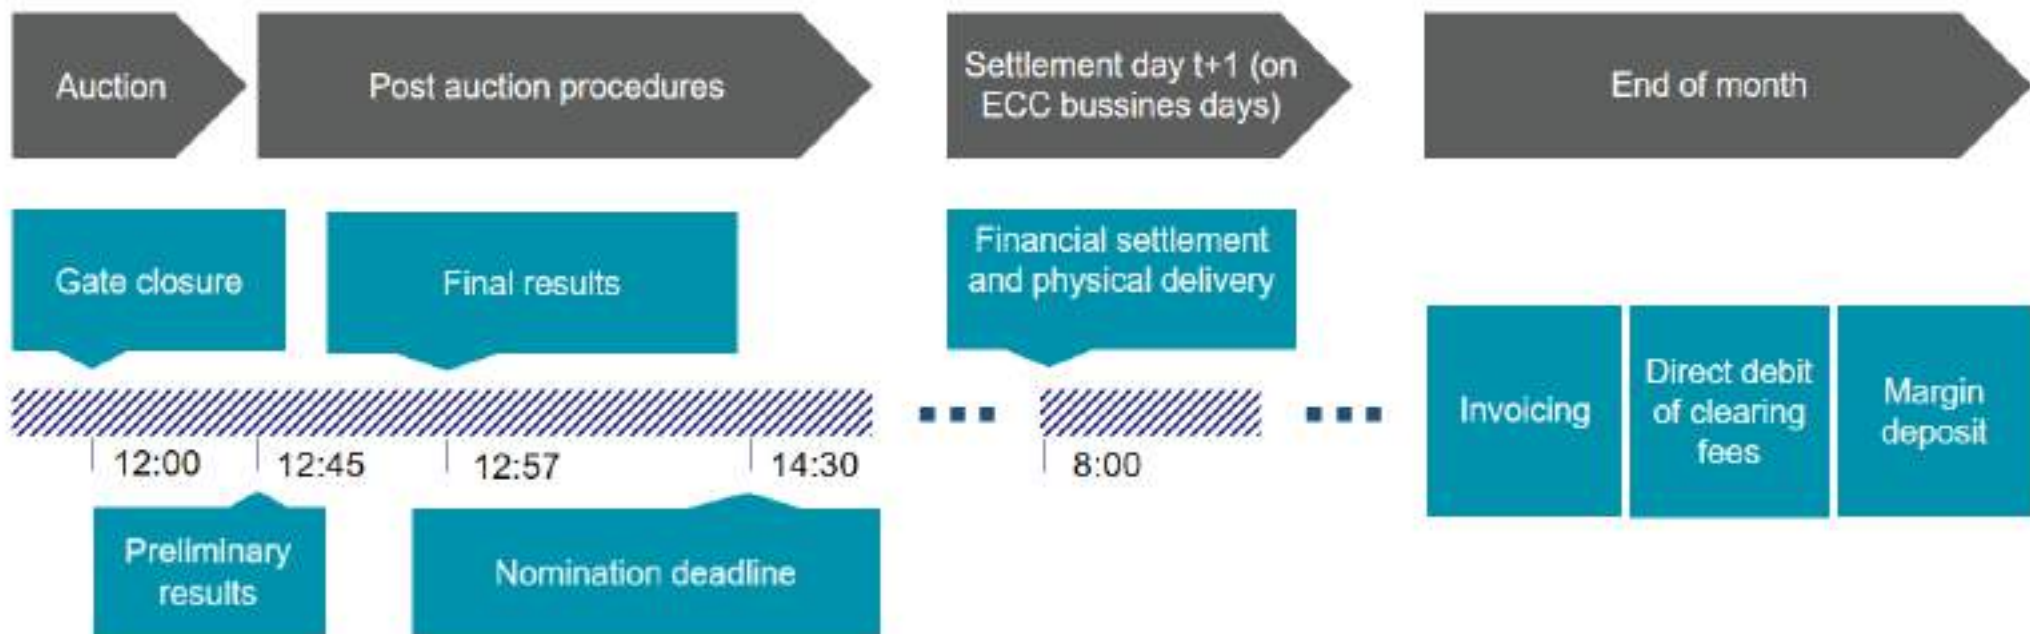 Auction
Post auction procedures
Settlement day t+1 (on
ECC bussines days)
End of month
Gate closure
Final results
Financial settlement
and physical delivery
12:00
12:45
12:57
14:30
8:00
Preliminary
results
Nomination deadline
Invoicing
Direct debit
of clearing
fees
Margin
deposit